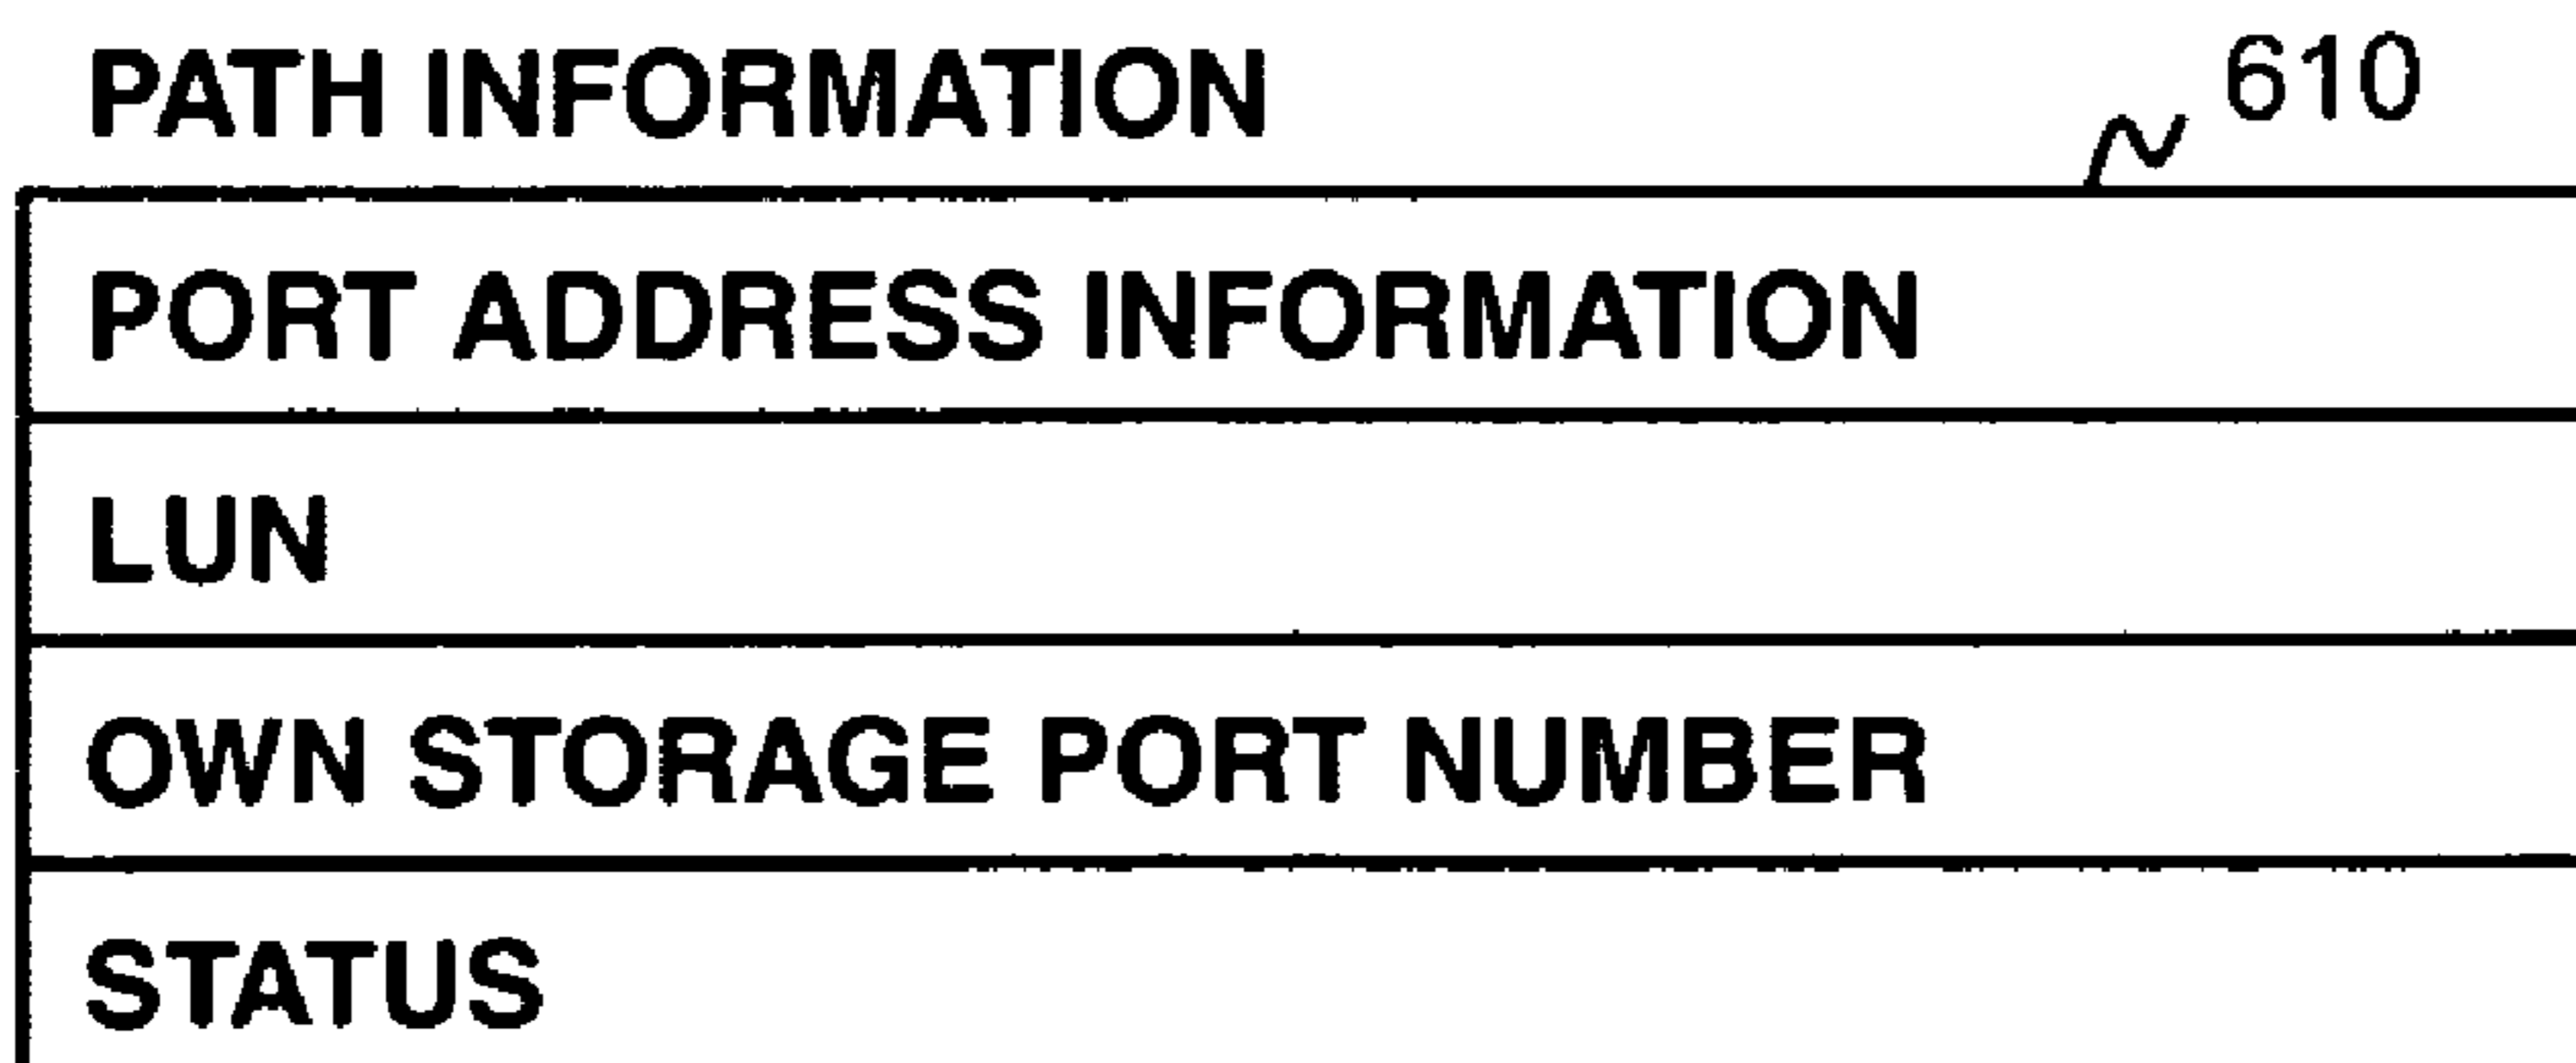 PATH INFORMATION
610
PORT ADDRESS INFORMATION
LUN
OWN STORAGE PORT NUMBER
STATUS